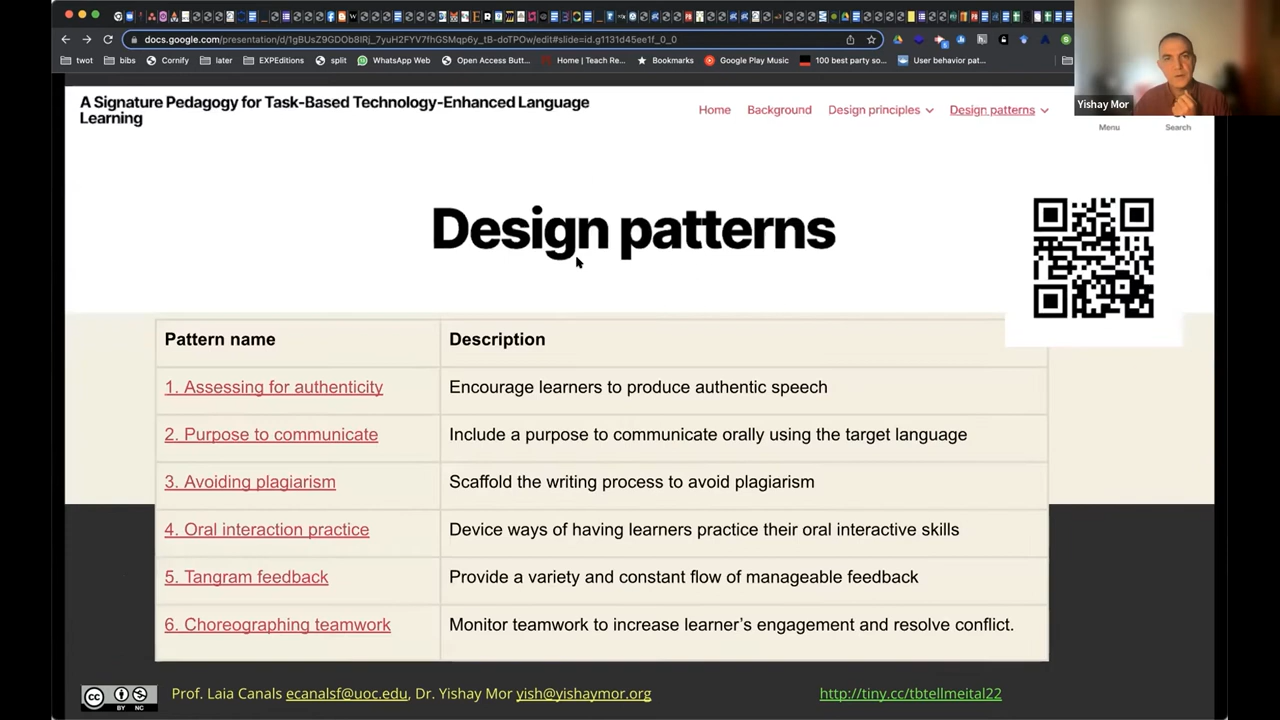 docs.google.com/presentation/d/1gBUsZ9GDOb8IRj_7yuH2FYV7fhGSMqp6y_tB-doTPOw/edit#slide=id.g1131d45ee1f_0_0
twot bibs Cornify later EXPEditions split WhatsApp Web Open Access Butt... Home | Teach Re... Bookmarks Google Play Music 100 best party so... User behavior pat...
Yishay Mor
A Signature Pedagogy for Task-Based Technology-Enhanced Language
Learning
Home Background Design principles Design patterns
Menu Search
Design patterns
Pattern name Description
1. Assessing for authenticity Encourage learners to produce authentic speech
2. Purpose to communicate Include a purpose to communicate orally using the target language
3. Avoiding plagiarism Scaffold the writing process to avoid plagiarism
4. Oral interaction practice Device ways of having learners practice their oral interactive skills
5. Tangram feedback Provide a variety and constant flow of manageable feedback
6. Choreographing teamwork Monitor teamwork to increase learner's engagement and resolve conflict.
CC BY NC Prof. Laia Canals ecanalsf@uoc.edu, Dr. Yishay Mor yish@yishaymor.org http://tiny.cc/tbtellmeital22